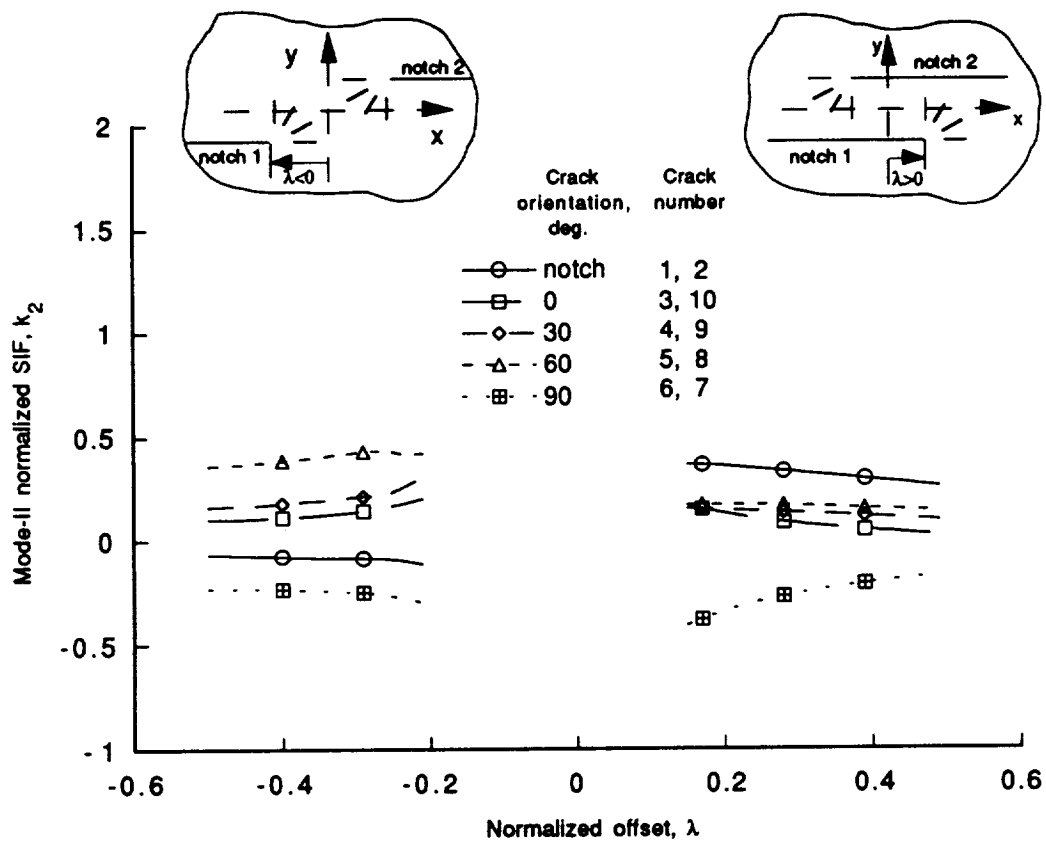 y
notch 2
x
notch 1
λ<0
y
notch 2
x
notch 1
λ>0
Crack orientation, deg.
Crack number
notch 1, 2
0 3, 10
30 4, 9
60 5, 8
90 6, 7
Mode-II normalized SIF, k2
2
1.5
1
0.5
0
-0.5
-1
-0.6 -0.4 -0.2 0 0.2 0.4 0.6
Normalized offset, λ